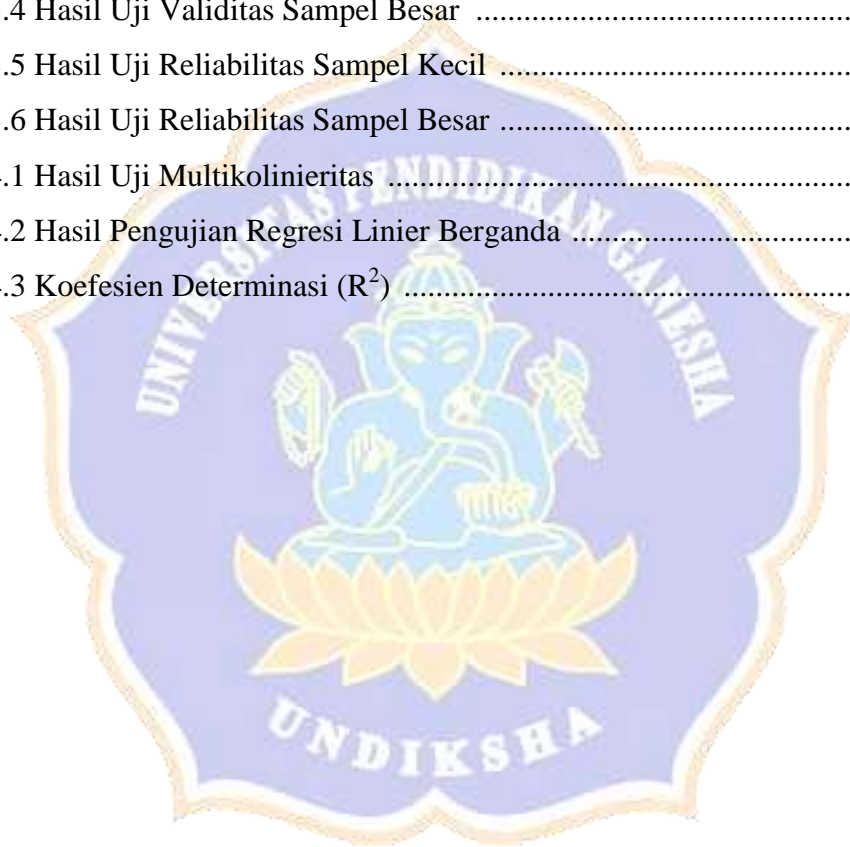 .4 Hasil Uji Validitas Sampel Besar ..............................................
.5 Hasil Uji Reliabilitas Sampel Kecil ...........................................
.6 Hasil Uji Reliabilitas Sampel Besar ...........................................
.1 Hasil Uji Multikolinieritas .........................................................
.2 Hasil Pengujian Regresi Linier Berganda ..................................
.3 Koefesien Determinasi (R²) .......................................................
UNIVERSITAS PENDIDIKAN GANESHA
UNDIKSHA